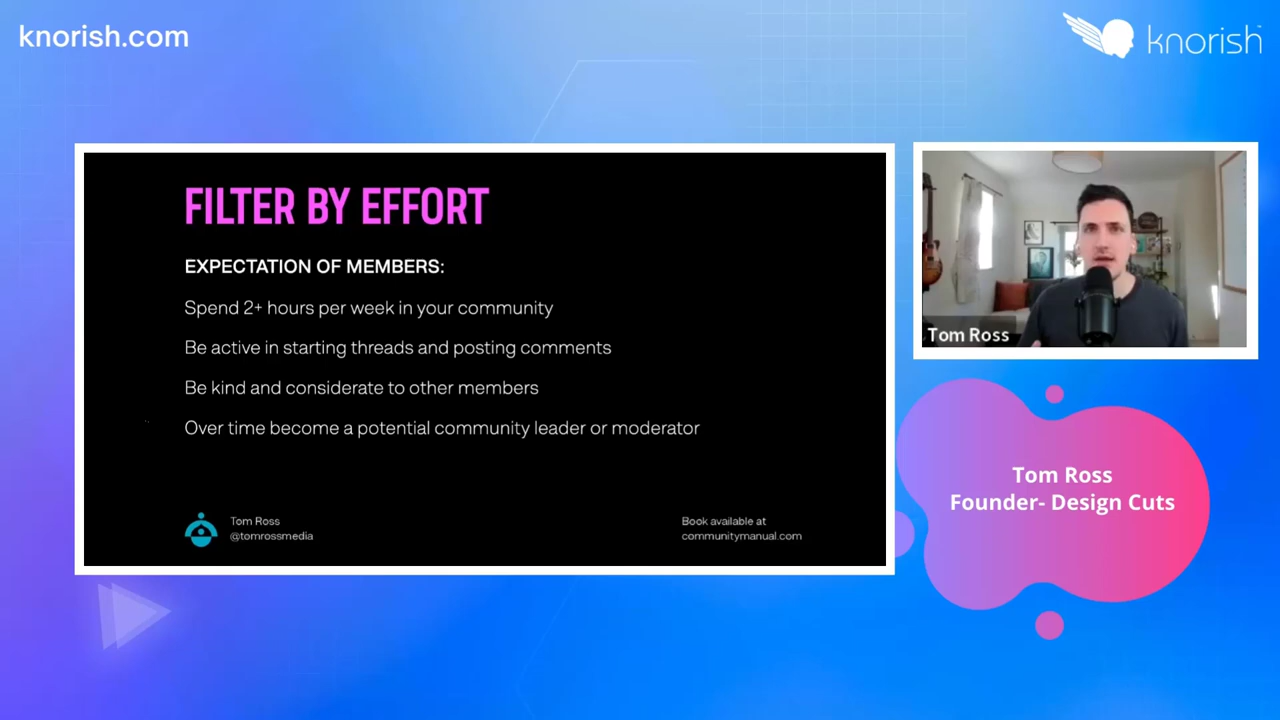 knorish.com
knorish
FILTER BY EFFORT
EXPECTATION OF MEMBERS:
Spend 2+ hours per week in your community
Be active in starting threads and posting comments
Be kind and considerate to other members
Over time become a potential community leader or moderator
Tom Ross
@tomrossmedia
Book available at
communitymanual.com
Tom Ross
Tom Ross
Founder- Design Cuts